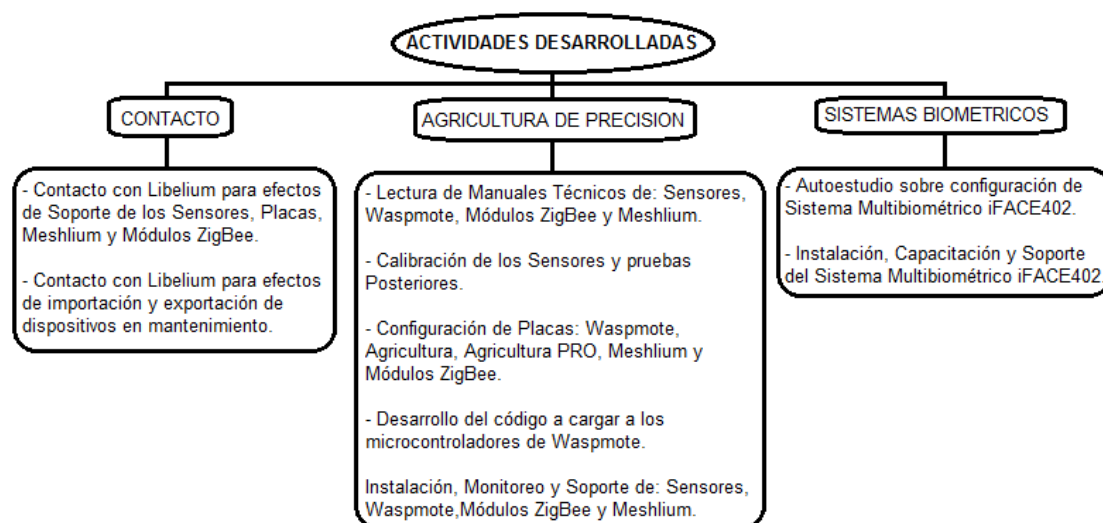 ACTIVIDADES DESARROLLADAS
CONTACTO
- Contacto con Libelium para efectos
de Soporte de los Sensores, Placas,
Meshlium y Módulos ZigBee.
- Contacto con Libelium para efectos
de importación y exportación de
dispositivos en mantenimiento.
AGRICULTURA DE PRECISION
- Lectura de Manuales Técnicos de: Sensores,
Waspmote, Módulos ZigBee y Meshlium.
- Calibración de los Sensores y pruebas
Posteriores.
- Configuración de Placas: Waspmote,
Agricultura, Agricultura PRO, Meshlium y
Módulos ZigBee.
- Desarrollo del código a cargar a los
microcontroladores de Waspmote.
Instalación, Monitoreo y Soporte de: Sensores,
Waspmote,Módulos ZigBee y Meshlium.
SISTEMAS BIOMETRICOS
- Autoestudio sobre configuración de
Sistema Multibiométrico iFACE402.
- Instalación, Capacitación y Soporte
del Sistema Multibiométrico iFACE402.